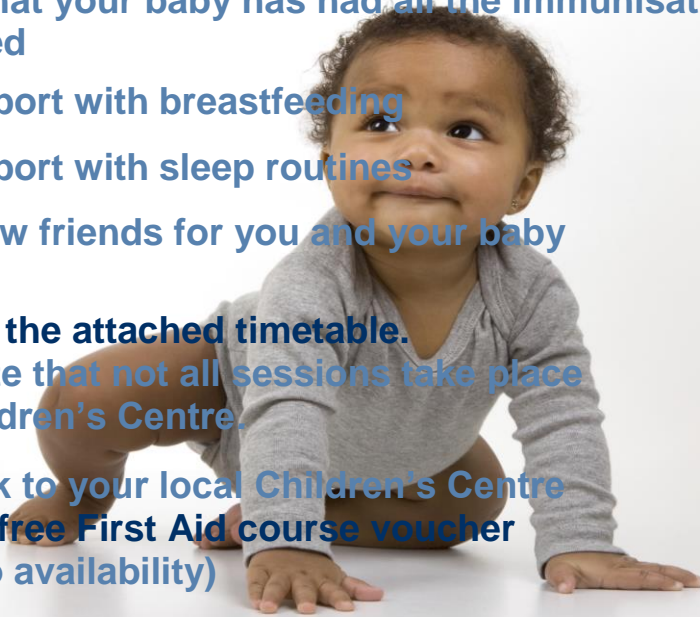 hat your baby has had all the immunisat
ed
port with breastfeeding
port with sleep routines
w friends for you and your baby
the attached timetable.
e that not all sessions take place
dren's Centre.
k to your local Children's Centre
free First Aid course voucher
availability)